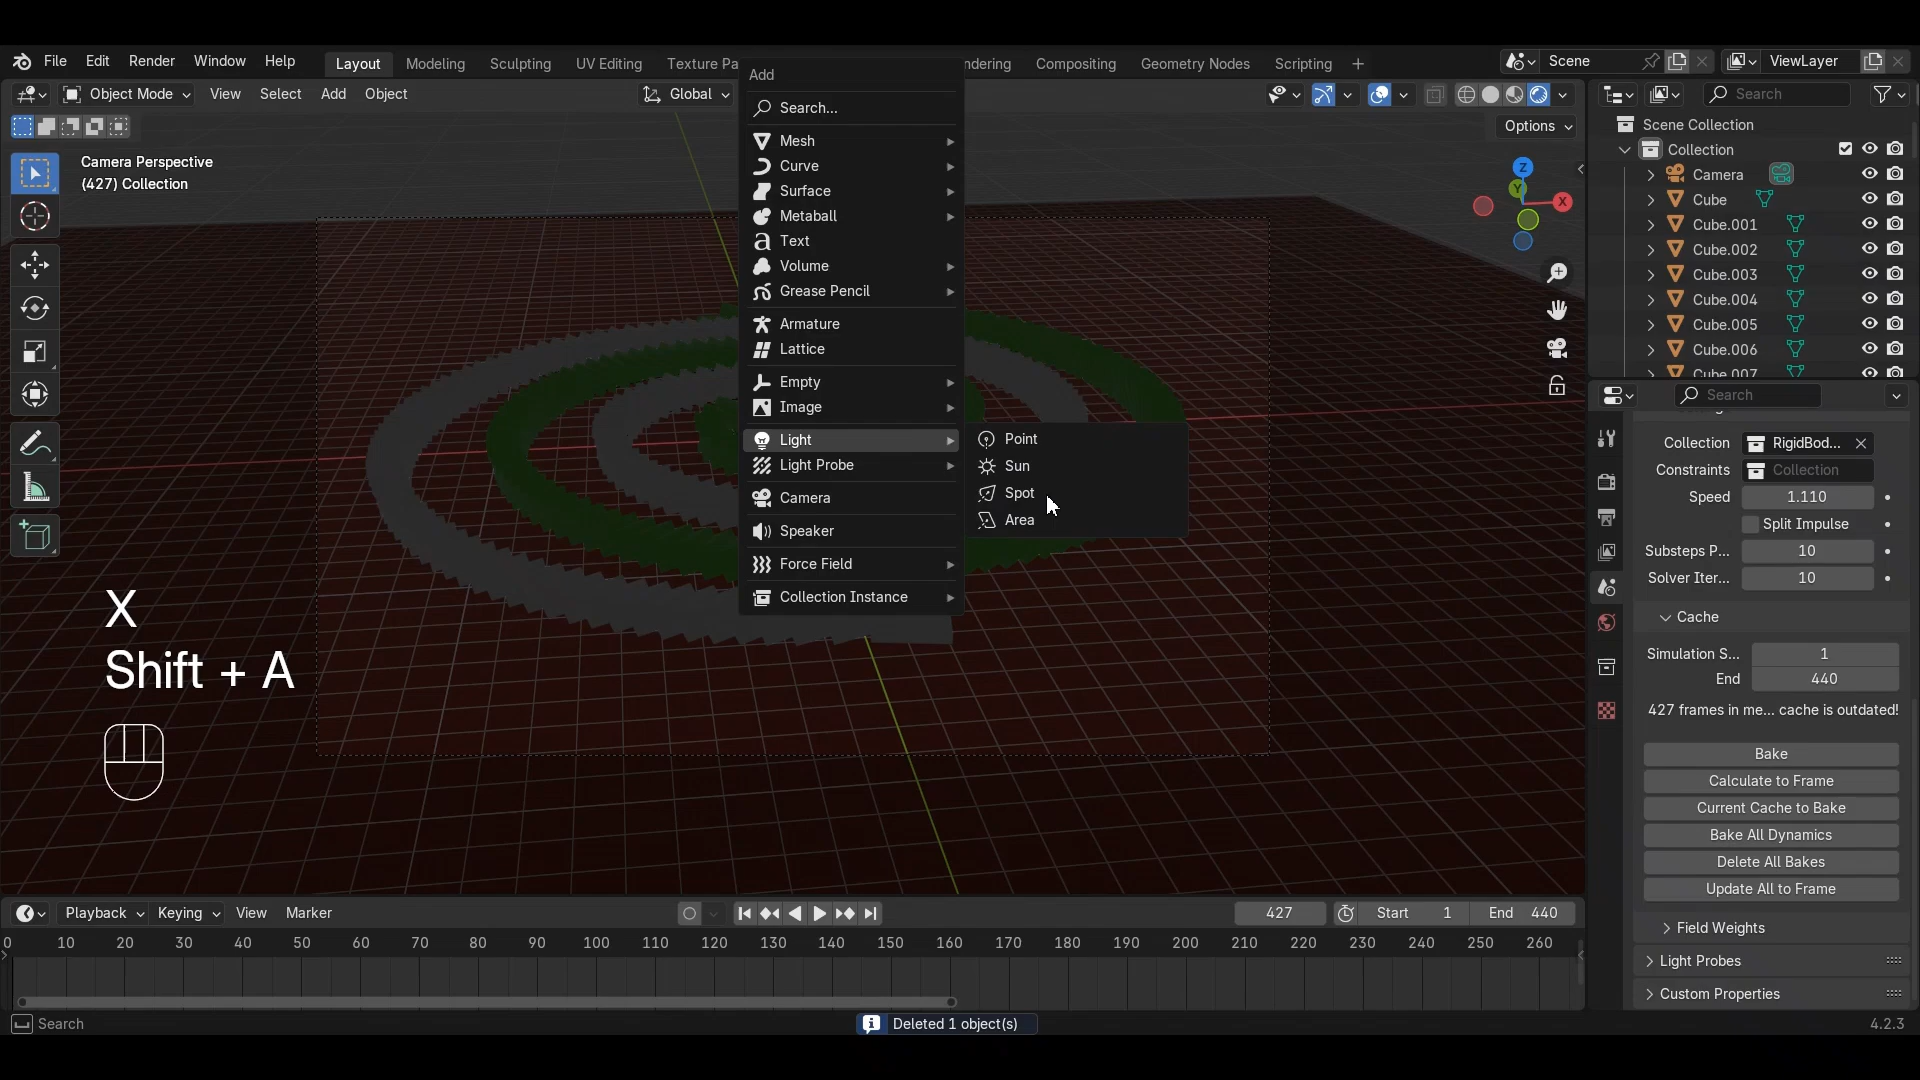 File Edit Render Window Help Layout Modeling Sculpting UV Editing Texture Pa ndering Compositing Geometry Nodes Scripting + Scene ViewLayer
Object Mode View Select Add Object Global
Options
Camera Perspective
(427) Collection
Add
Search...
Mesh
Curve
Surface
Metaball
Text
Volume
Grease Pencil
Armature
Lattice
Empty
Image
Light
Light Probe
Camera
Speaker
Force Field
Collection Instance
Point
Sun
Spot
Area
Z
Y
X
X
Shift + A
Search
Scene Collection
Collection
Camera
Cube
Cube.001
Cube.002
Cube.003
Cube.004
Cube.005
Cube.006
Cube.007
Search
Collection RigidBod...
Constraints Collection
Speed 1.110
Split Impulse
Substeps P... 10
Solver Iter... 10
Cache
Simulation S... 1
End 440
427 frames in me... cache is outdated!
Bake
Calculate to Frame
Current Cache to Bake
Bake All Dynamics
Delete All Bakes
Update All to Frame
Field Weights
Light Probes
Custom Properties
Playback Keying View Marker 427 Start 1 End 440
0 10 20 30 40 50 60 70 80 90 100 110 120 130 140 150 160 170 180 190 200 210 220 230 240 250 260
Search Deleted 1 object(s) 4.2.3